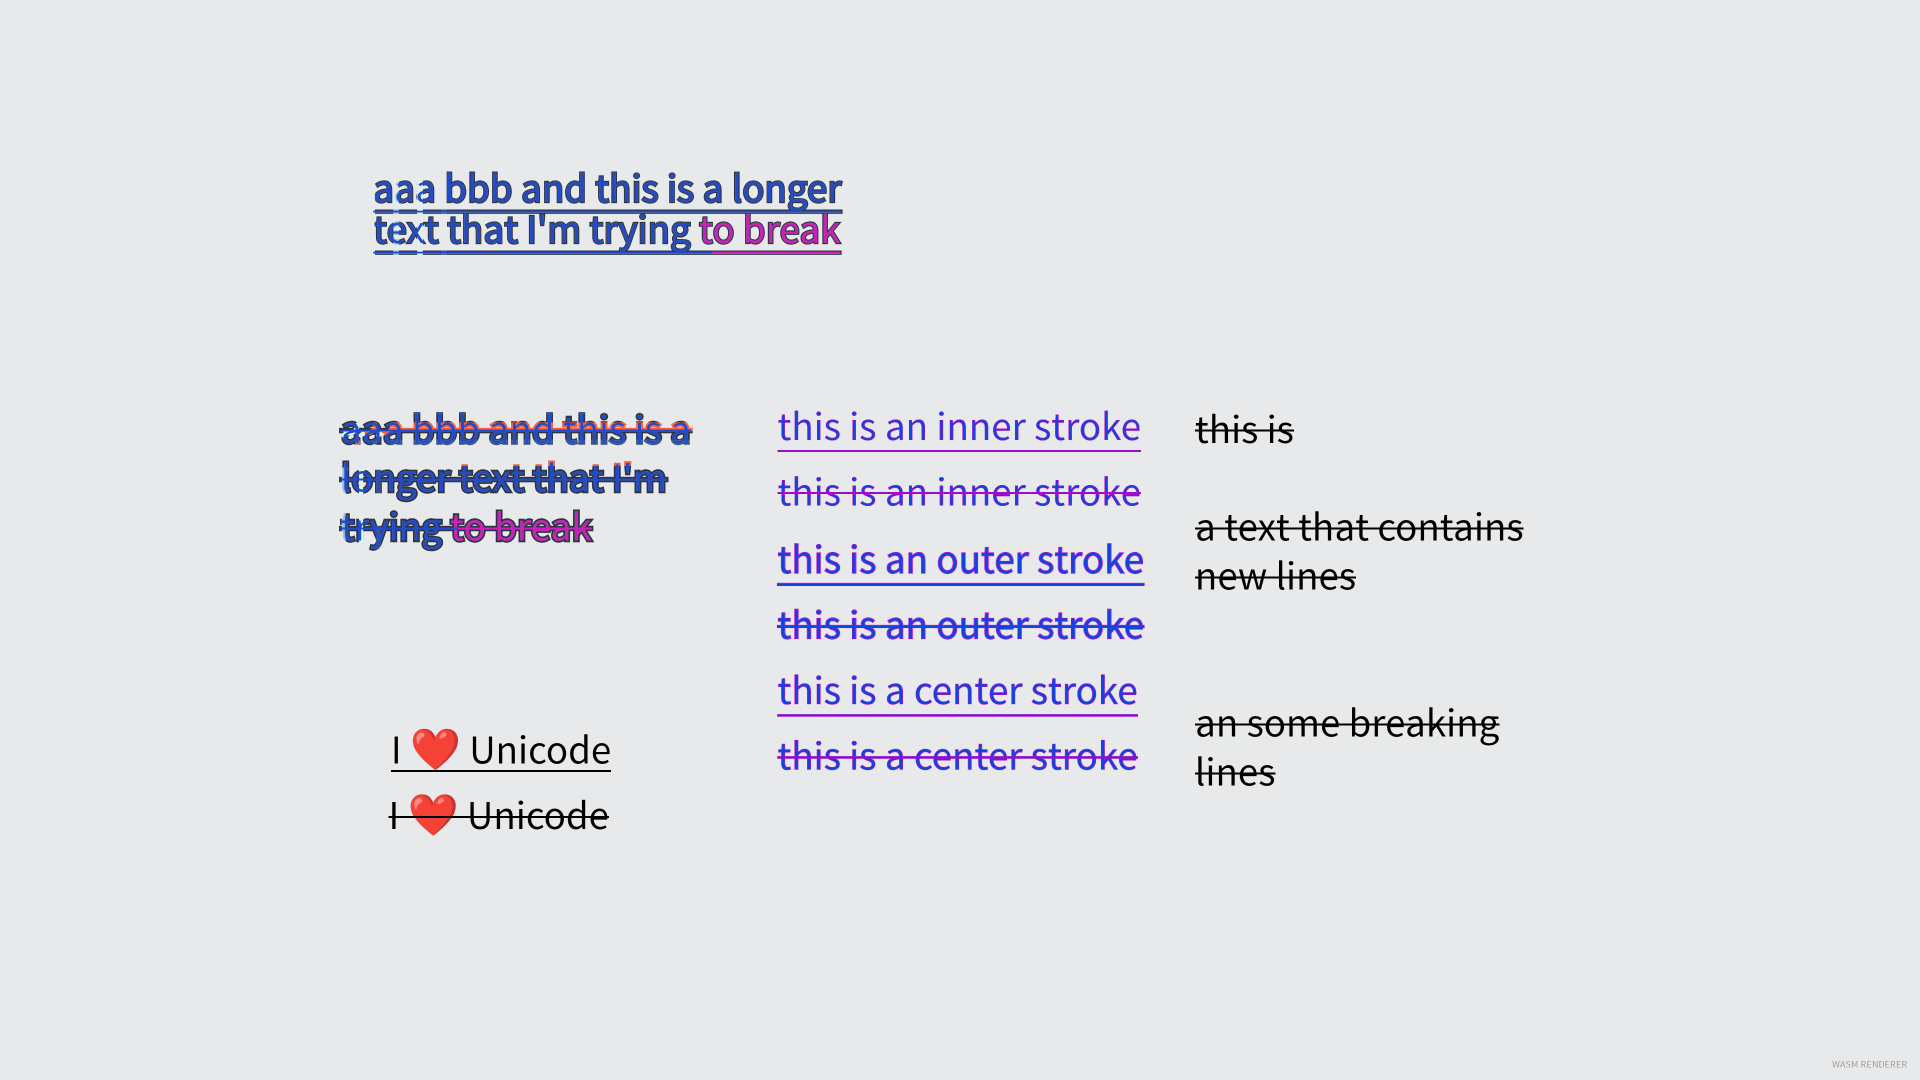 aaa bbb and this is a longer
text that I'm trying to break
aaa bbb and this is a
longer text that I'm
trying to break
I ❤️ Unicode
I ❤️ Unicode
this is an inner stroke
this is an inner stroke
this is an outer stroke
this is an outer stroke
this is a center stroke
this is a center stroke
this is
a text that contains
new lines
an some breaking
lines
WASM RENDERER